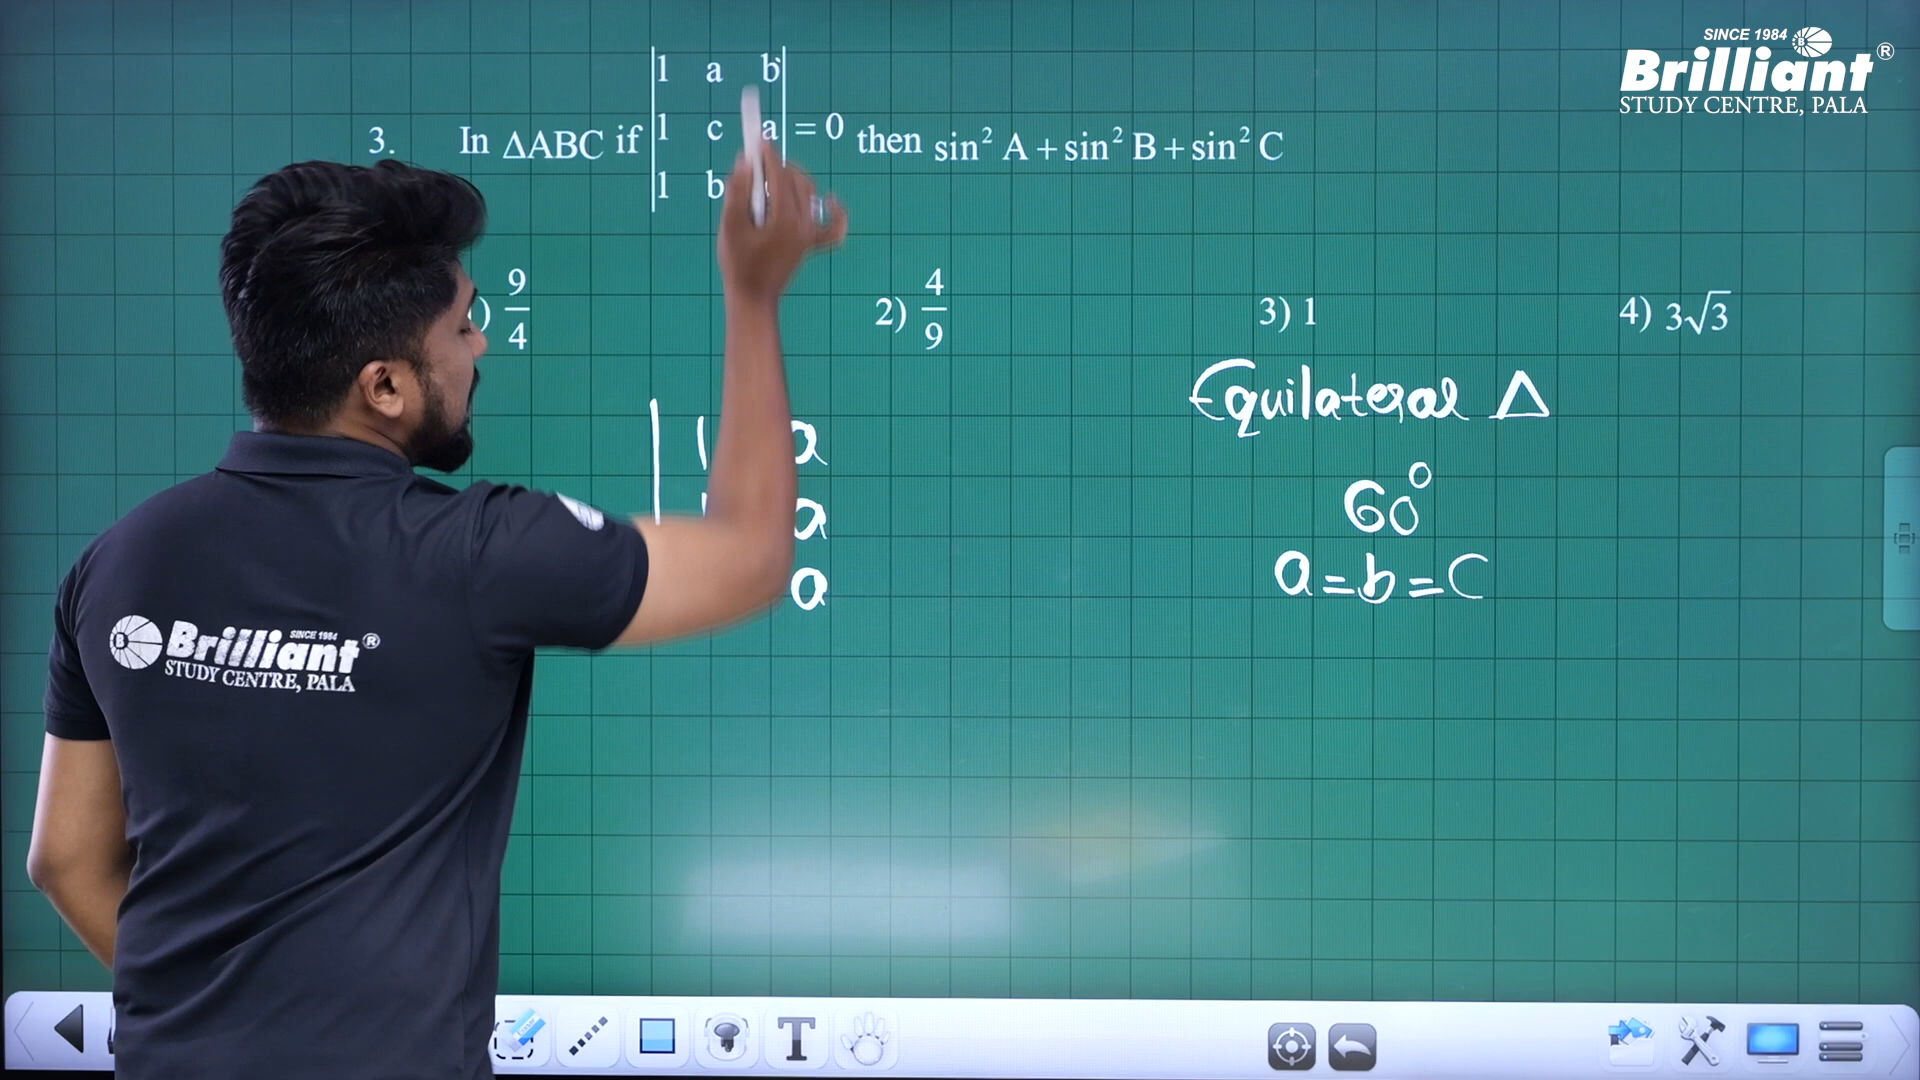 SINCE 1984
Brilliant®
STUDY CENTRE, PALA
3. In ΔABC if |1 a b| = 0 then sin² A + sin² B + sin² C
|1 c a|
|1 b
) 9/4 2) 4/9 3) 1 4) 3√3
Equilateral Δ
60°
a = b = c
| 1 a
a
a
SINCE 1984
Brilliant®
STUDY CENTRE, PALA
T